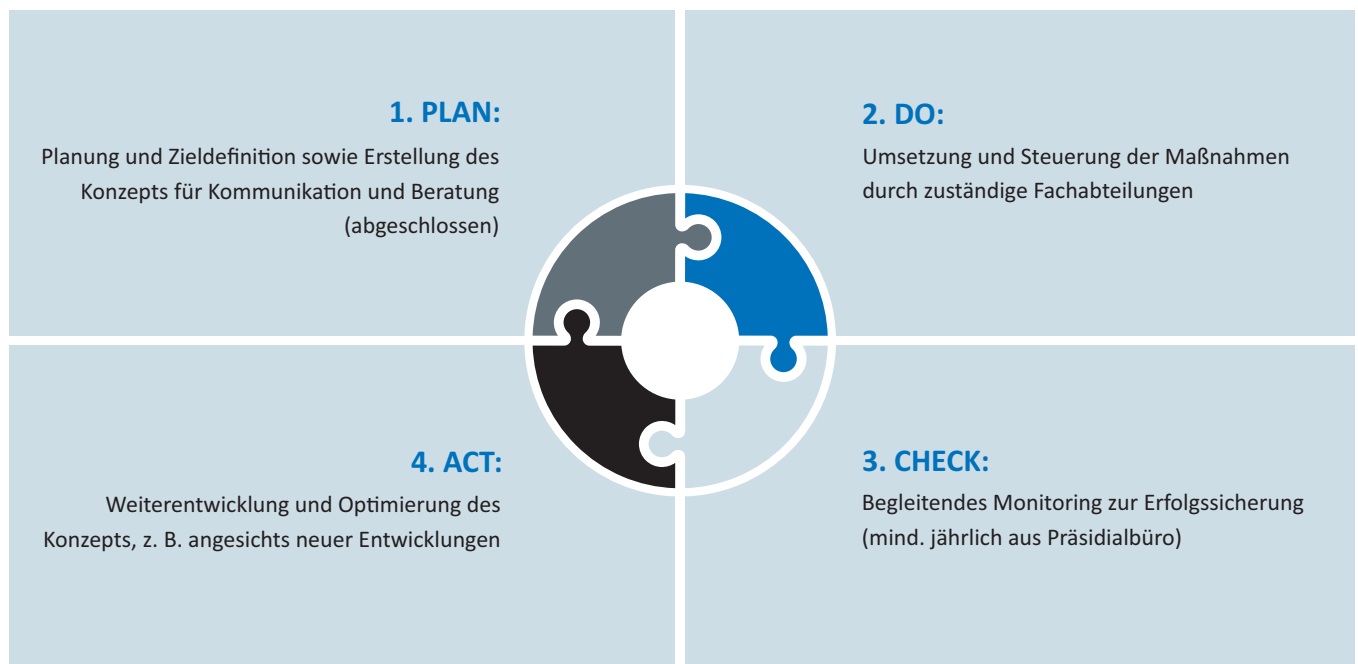 1. PLAN:
Planung und Zieldefinition sowie Erstellung des
Konzepts für Kommunikation und Beratung
(abgeschlossen)
2. DO:
Umsetzung und Steuerung der Maßnahmen
durch zuständige Fachabteilungen
3. CHECK:
Begleitendes Monitoring zur Erfolgssicherung
(mind. jährlich aus Präsidialbüro)
4. ACT:
Weiterentwicklung und Optimierung des
Konzepts, z. B. angesichts neuer Entwicklungen